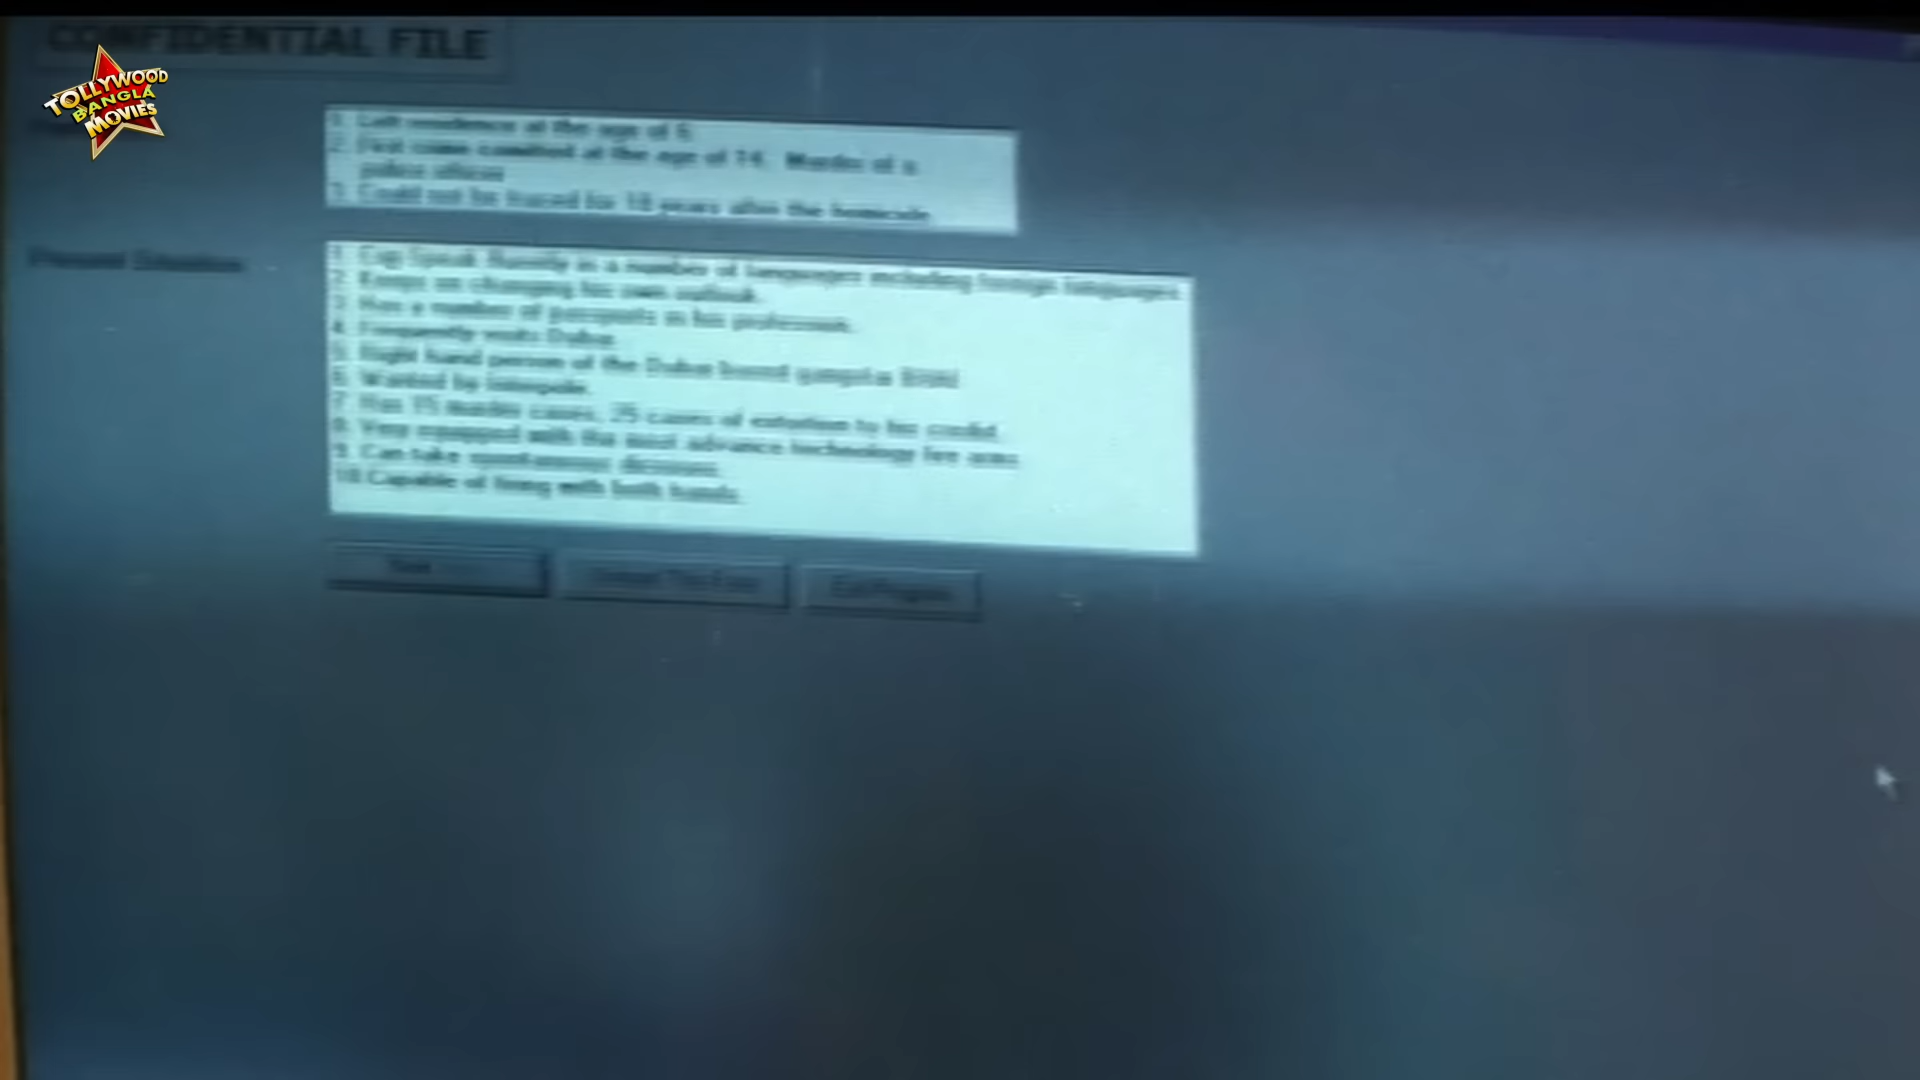 CONFIDENTIAL FILE
TOLLYWOOD
BANGLA
MOVIES
1. Left residence at the age of 6.
2. First come comitted at the age of 14. Murder of a
police officer
3. Could not be traced for 18 years after the homicide.
Present Situation
1. Can Speak fluently in a number of languages including foreign languages.
2. Keeps on changing his own outlook.
3. Has a number of passports in his profession.
4. Frequently visits Dubai.
5. Right hand person of the Dubai based gangstar BHAI
6. Wanted by Interpole.
7. Has 15 murder cases, 25 cases of extortion to his credit.
8. Very equipped with the most advance technology fire arms
9. Can take spontaneous dicisions.
10.Capable of firing with both hands.